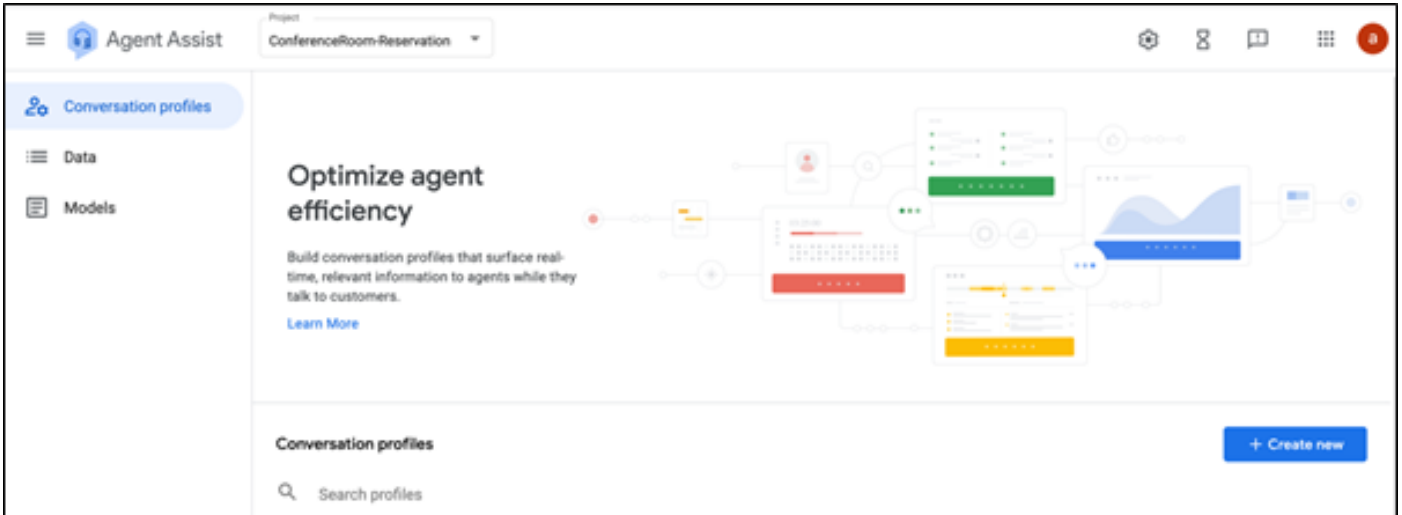 Project
Agent Assist
ConferenceRoom-Reservation
a
Conversation profiles
Data
Models
Optimize agent
efficiency
Build conversation profiles that surface real-
time, relevant information to agents while they
talk to customers.
Learn More
Conversation profiles
+ Create new
Search profiles